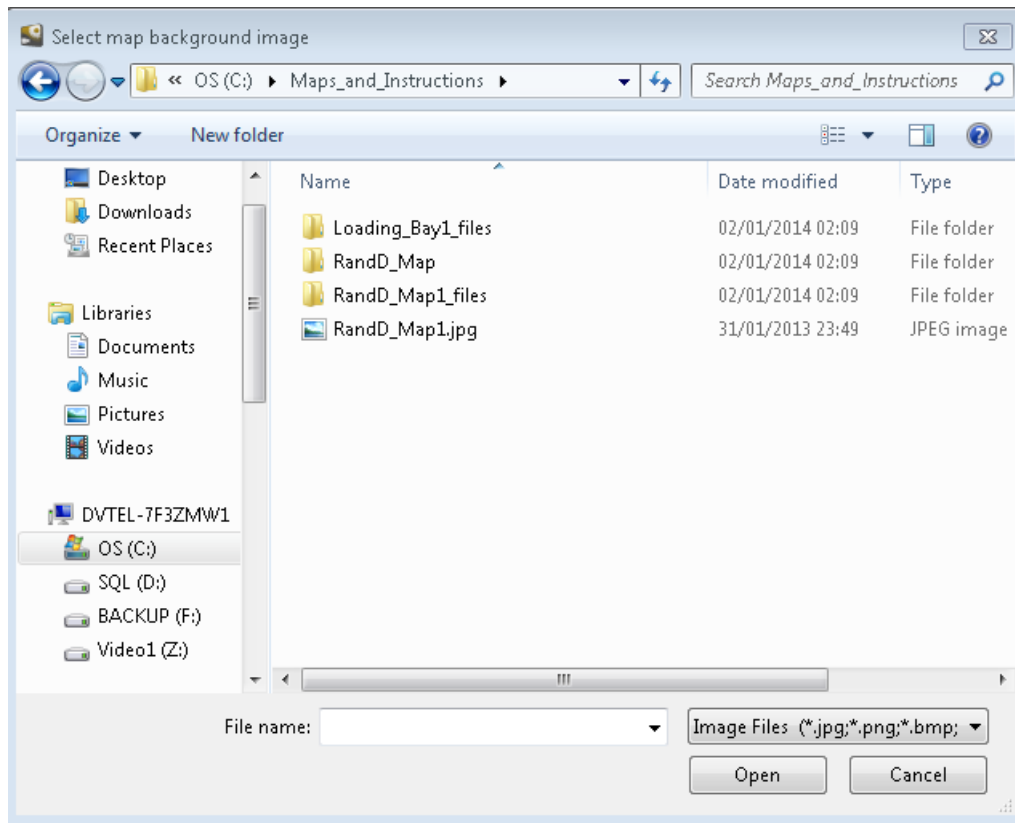 Select map background image
« OS (C:) Maps_and_Instructions
Search Maps_and_Instructions
Organize New folder
Desktop
Downloads
Recent Places
Libraries
Documents
Music
Pictures
Videos
DVTEL-7F3ZMW1
OS (C:)
SQL (D:)
BACKUP (F:)
Video1 (Z:)
Name Date modified Type
Loading_Bay1_files 02/01/2014 02:09 File folder
RandD_Map 02/01/2014 02:09 File folder
RandD_Map1_files 02/01/2014 02:09 File folder
RandD_Map1.jpg 31/01/2013 23:49 JPEG image
File name: Image Files (*.jpg;*.png;*.bmp;
Open Cancel